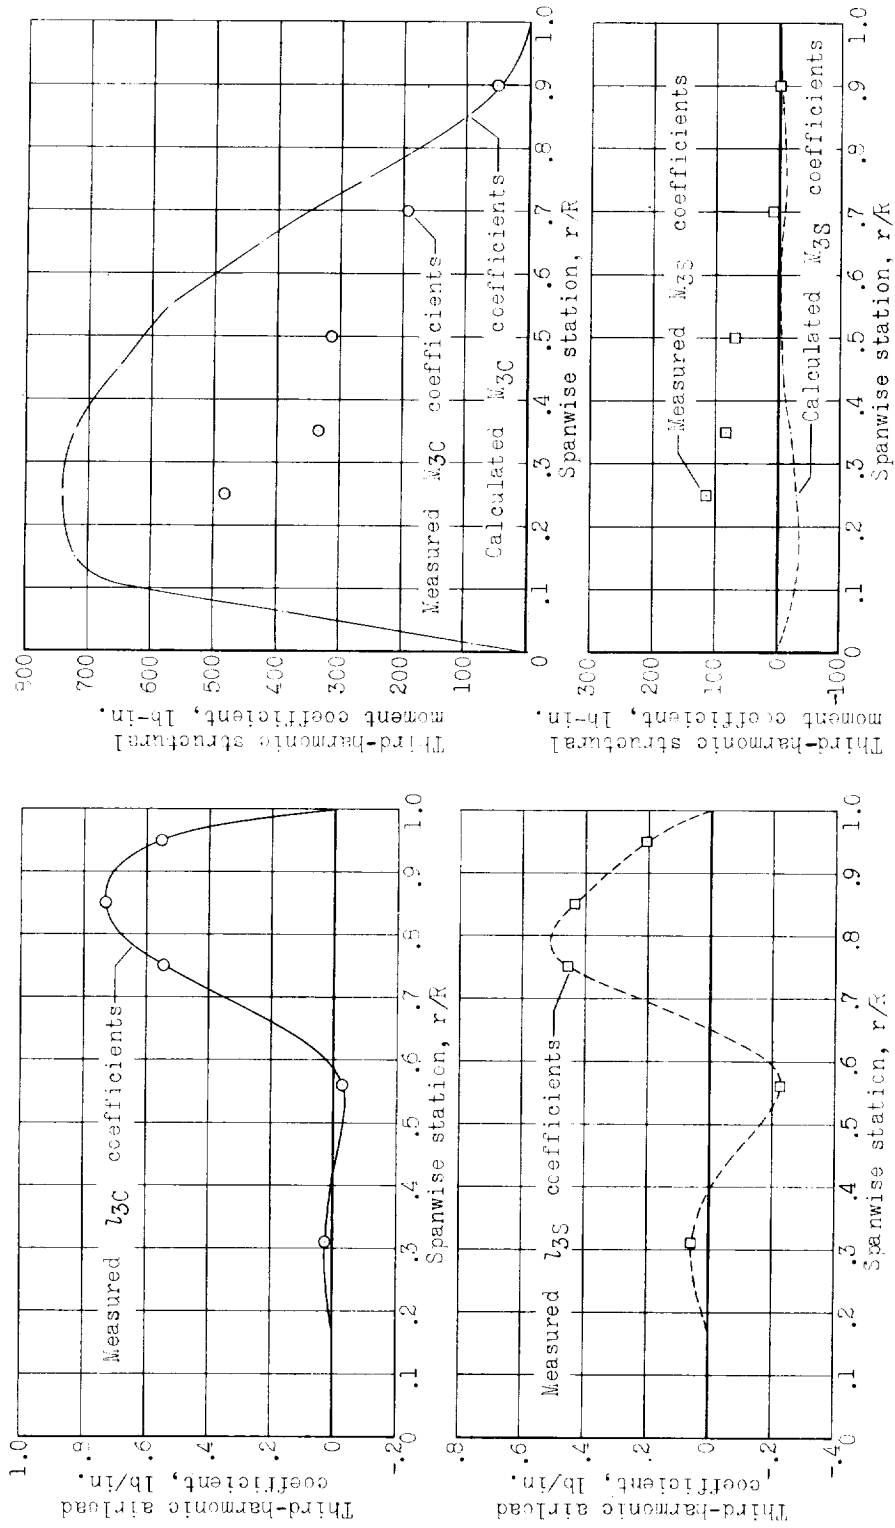 1.0
.8
.6
.4
.2
0
-.2
Third-harmonic airload
coefficient, lb/in.
Measured l3C coefficients
0 .1 .2 .3 .4 .5 .6 .7 .8 .9 1.0
Spanwise station, r/R
.8
.6
.4
.2
0
-.2
-.4
Third-harmonic airload
coefficient, lb/in.
Measured l3S coefficients
0 .1 .2 .3 .4 .5 .6 .7 .8 .9 1.0
Spanwise station, r/R
800
700
600
500
400
300
200
100
0
Third-harmonic structural
moment coefficient, lb-in.
Measured M3C coefficients
Calculated M3C coefficients
0 .1 .2 .3 .4 .5 .6 .7 .8 .9 1.0
Spanwise station, r/R
300
200
100
0
-100
Third-harmonic structural
moment coefficient, lb-in.
Measured M3S coefficients
Calculated M3S coefficients
0 .1 .2 .3 .4 .5 .6 .7 .8 .9 1.0
Spanwise station, r/R